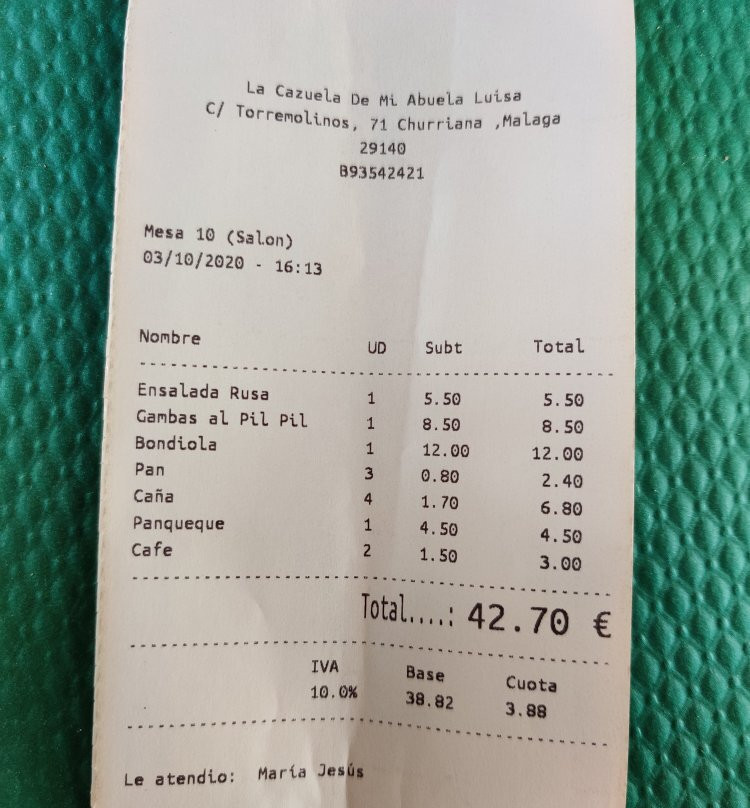 La Cazuela De Mi Abuela Luisa
C/ Torremolinos, 71 Churriana ,Malaga
29140
B93542421
Mesa 10 (Salon)
03/10/2020 - 16:13
Nombre UD Subt Total
Ensalada Rusa 1 5.50 5.50
Gambas al Pil Pil 1 8.50 8.50
Bondiola 1 12.00 12.00
Pan 3 0.80 2.40
Caña 4 1.70 6.80
Panqueque 1 4.50 4.50
Cafe 2 1.50 3.00
Total....: 42.70 €
IVA Base Cuota
10.0% 38.82 3.88
Le atendio: María Jesús